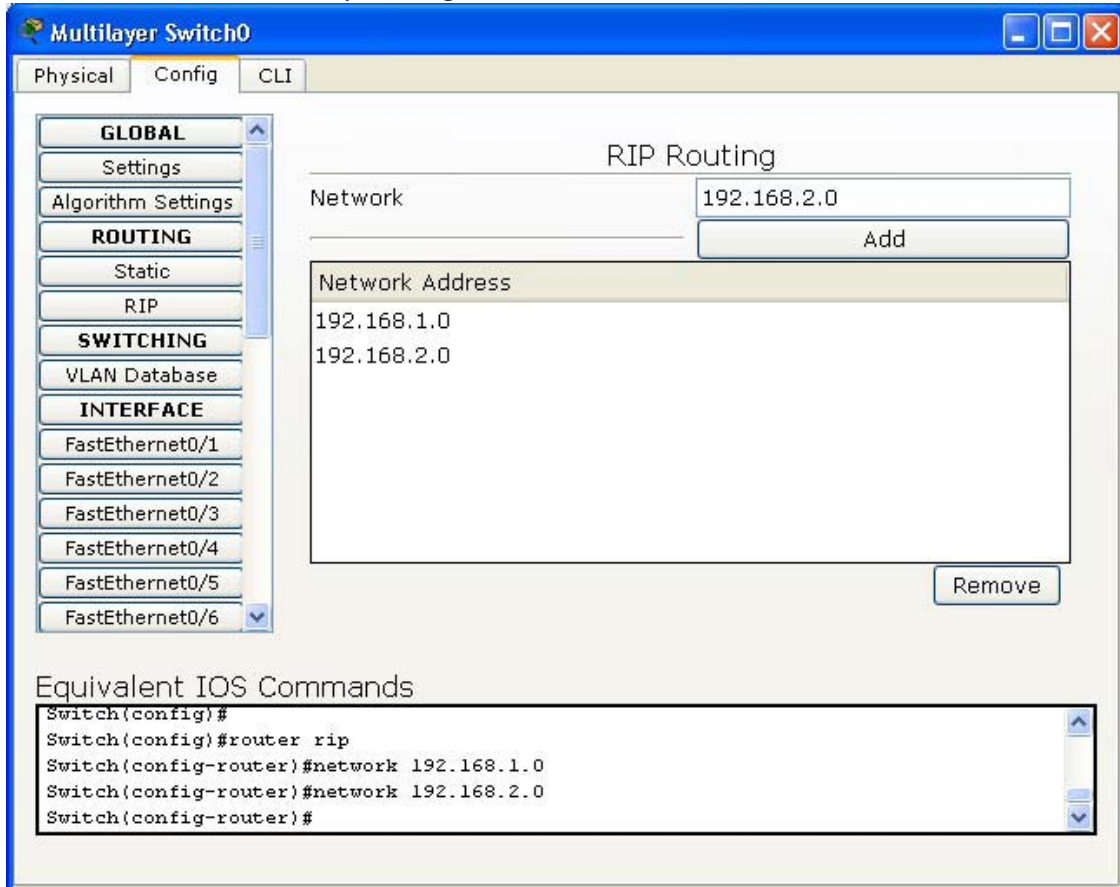 Multilayer Switch0
Physical Config CLI
GLOBAL
Settings
Algorithm Settings
ROUTING
Static
RIP
SWITCHING
VLAN Database
INTERFACE
FastEthernet0/1
FastEthernet0/2
FastEthernet0/3
FastEthernet0/4
FastEthernet0/5
FastEthernet0/6
RIP Routing
Network 192.168.2.0
Add
Network Address
192.168.1.0
192.168.2.0
Remove
Equivalent IOS Commands
Switch(config)#
Switch(config)#router rip
Switch(config-router)#network 192.168.1.0
Switch(config-router)#network 192.168.2.0
Switch(config-router)#